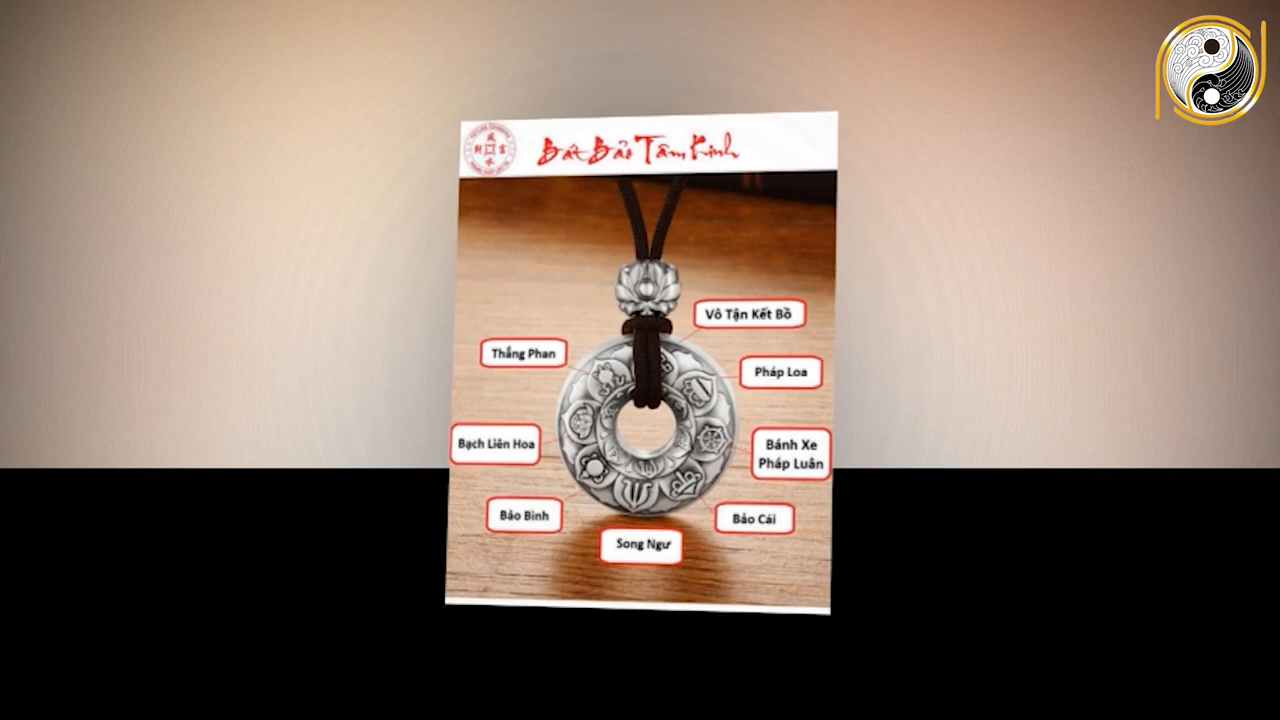 Bát Bảo Tâm Kinh
Vô Tận Kết Bồ
Thắng Phan
Pháp Loa
Bạch Liên Hoa
Bánh Xe
Pháp Luân
Bảo Bình
Bảo Cái
Song Ngư